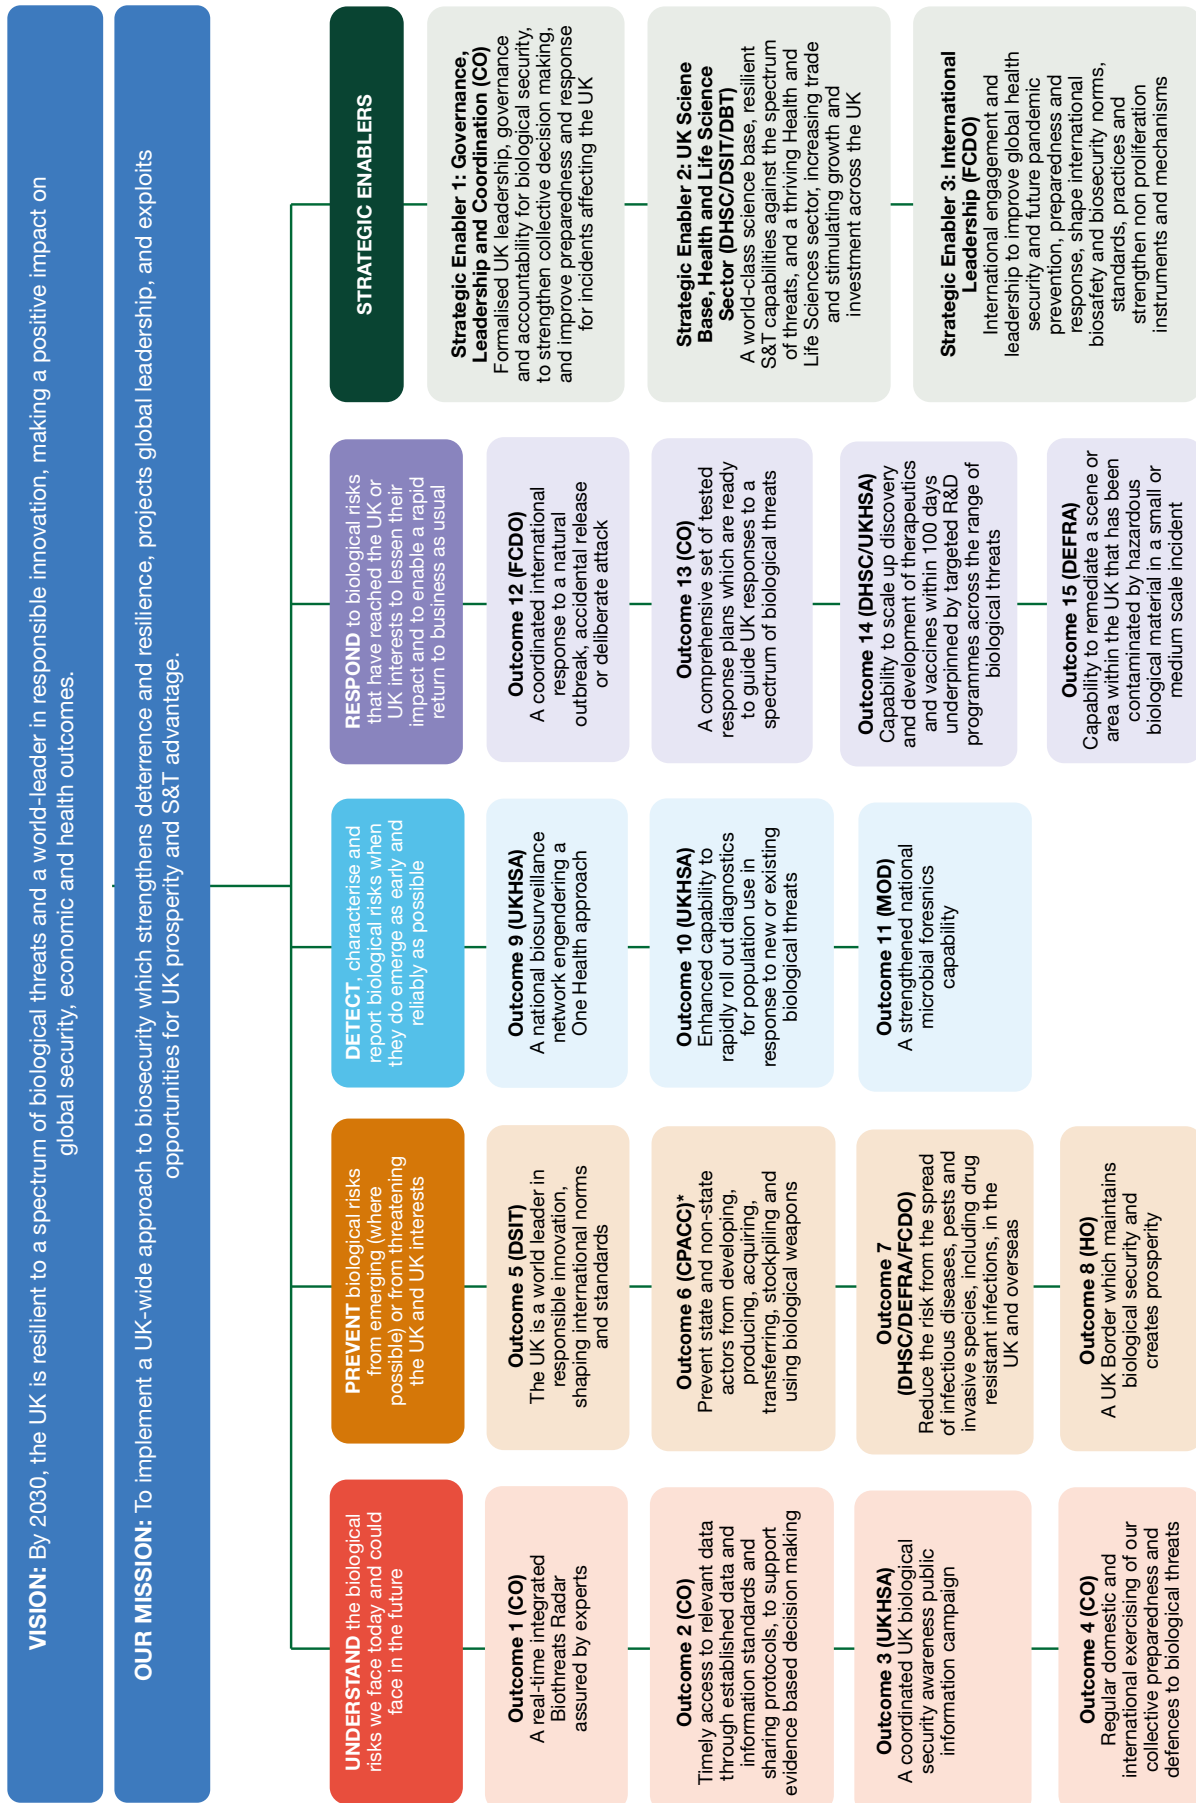 VISION: By 2030, the UK is resilient to a spectrum of biological threats and a world-leader in responsible innovation, making a positive impact on
global security, economic and health outcomes.
OUR MISSION: To implement a UK-wide approach to biosecurity which strengthens deterrence and resilience, projects global leadership, and exploits
opportunities for UK prosperity and S&T advantage.
UNDERSTAND the biological
risks we face today and could
face in the future
Outcome 1 (CO)
A real-time integrated
Biothreats Radar
assured by experts
Outcome 2 (CO)
Timely access to relevant data
through established data and
information standards and
sharing protocols, to support
evidence based decision making
Outcome 3 (UKHSA)
A coordinated UK biological
security awareness public
information campaign
Outcome 4 (CO)
Regular domestic and
international exercising of our
collective preparedness and
defences to biological threats
PREVENT biological risks
from emerging (where
possible) or from threatening
the UK and UK interests
Outcome 5 (DSIT)
The UK is a world leader in
responsible innovation,
shaping international norms
and standards
Outcome 6 (CPACC)*
Prevent state and non-state
actors from developing,
producing, acquiring,
transferring, stockpling and
using biological weapons
Outcome 7
(DHSC/DEFRA/FCDO)
Reduce the risk from the spread
of infectious diseases, pests and
invasive species, including drug
resistant infections, in the
UK and overseas
Outcome 8 (HO)
A UK Border which maintains
biological security and
creates prosperity
DETECT, characterise and
report biological risks when
they do emerge as early and
reliably as possible
Outcome 9 (UKHSA)
A national biosurveillance
network engendering a
One Health approach
Outcome 10 (UKHSA)
Enhanced capability to
rapidly roll out diagnostics
for population use in
response to new or existing
biological threats
Outcome 11 (MOD)
A strengthened national
microbial foresnics
capability
RESPOND to biological risks
that have reached the UK or
UK interests to lessen their
impact and to enable a rapid
return to business as usual
Outcome 12 (FCDO)
A coordinated international
response to a natural
outbreak, accidental release
or deliberate attack
Outcome 13 (CO)
A comprehensive set of tested
response plans which are ready
to guide UK responses to a
spectrum of biological threats
Outcome 14 (DHSC/UKHSA)
Capability to scale up discovery
and development of therapeutics
and vaccines within 100 days
underpinned by targeted R&D
programmes across the range of
biological threats
Outcome 15 (DEFRA)
Capability to remediate a scene or
area within the UK that has been
contaminated by hazardous
biological material in a small or
medium scale incident
STRATEGIC ENABLERS
Strategic Enabler 1: Governance,
Leadership and Coordination (CO)
Formalised UK leadership, governance
and accountability for biological security,
to strengthen collective decision making,
and improve preparedness and response
for incidents affecting the UK
Strategic Enabler 2: UK Sciene
Base, Health and Life Science
Sector (DHSC/DSIT/DBT)
A world-class science base, resilient
S&T capabilities against the spectrum
of threats, and a thriving Health and
Life Sciences sector, increasing trade
and stimulating growth and
investment across the UK
Strategic Enabler 3: International
Leadership (FCDO)
International engagement and
leadership to improve global health
security and future pandemic
prevention, preparedness and
response, shape international
biosafety and biosecurity norms,
standards, practices and
strengthen non proliferation
instruments and mechanisms